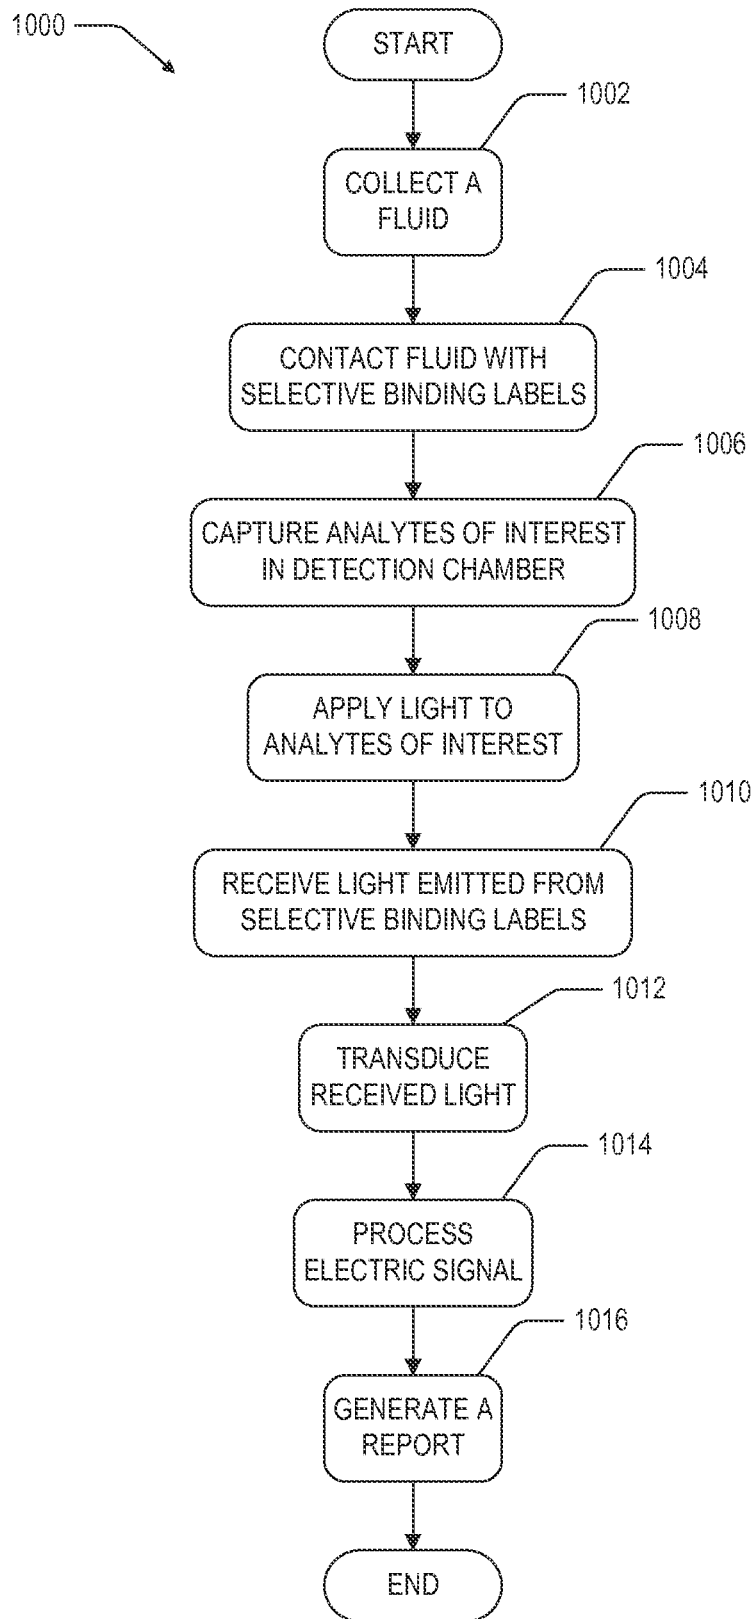 1000
START
1002
COLLECT A
FLUID
1004
CONTACT FLUID WITH
SELECTIVE BINDING LABELS
1006
CAPTURE ANALYTES OF INTEREST
IN DETECTION CHAMBER
1008
APPLY LIGHT TO
ANALYTES OF INTEREST
1010
RECEIVE LIGHT EMITTED FROM
SELECTIVE BINDING LABELS
1012
TRANSDUCE
RECEIVED LIGHT
1014
PROCESS
ELECTRIC SIGNAL
1016
GENERATE A
REPORT
END